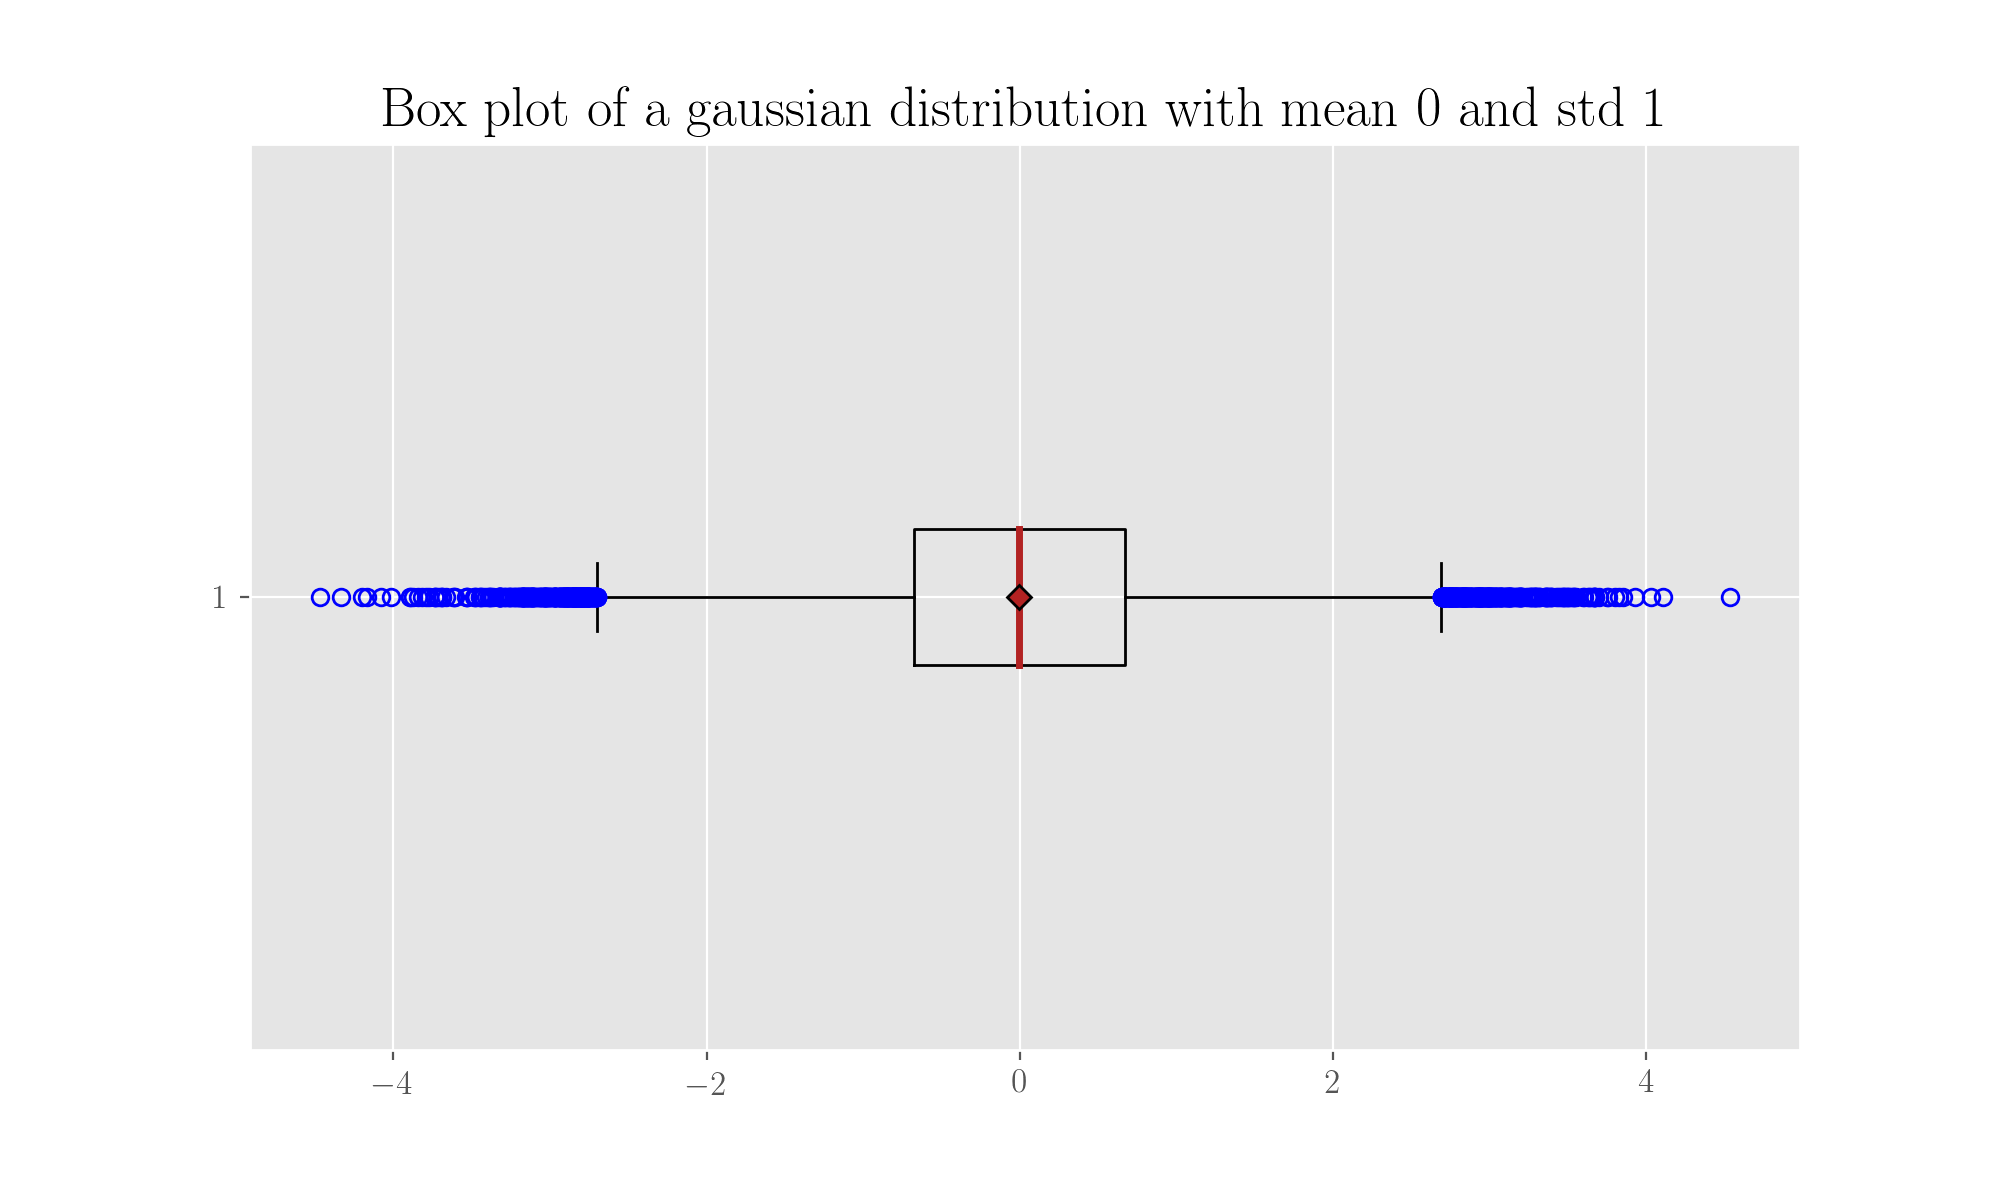 Box plot of a gaussian distribution with mean 0 and std 1
1
−4 −2 0 2 4